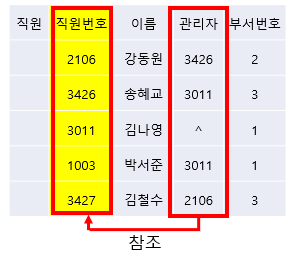 직원 직원번호 이름 관리자 부서번호
2106 강동원 3426 2
3426 송혜교 3011 3
3011 김나영 ^ 1
1003 박서준 3011 1
3427 김철수 2106 3
참조